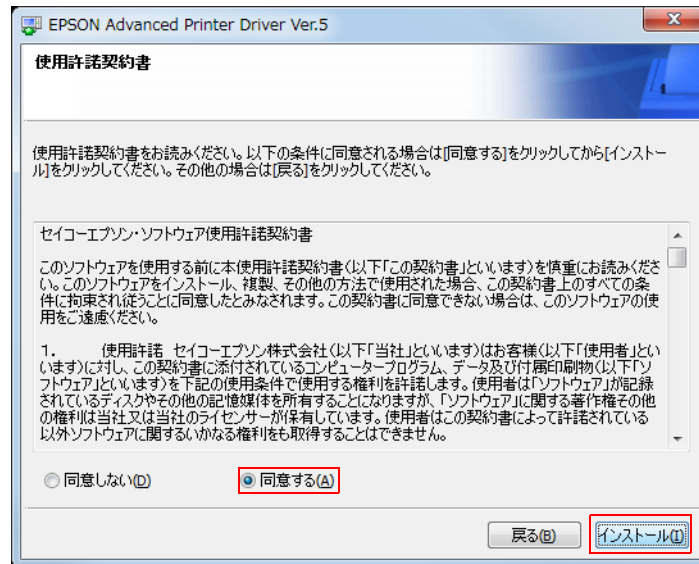 EPSON Advanced Printer Driver Ver.5
使用許諾契約書
使用許諾契約書をお読みください。以下の条件に同意される場合は[同意する]をクリックしてから[インストー
ル]をクリックしてください。その他の場合は[戻る]をクリックしてください。
セイコーエプソン・ソフトウェア使用許諾契約書
このソフトウェアを使用する前に本使用許諾契約書(以下「この契約書」といいます)を慎重にお読みくださ
い。このソフトウェアをインストール、複製、その他の方法で使用された場合、この契約書上のすべての条
件に拘束され従うことに同意したとみなされます。この契約書に同意できない場合は、このソフトウェアの使
用をご遠慮ください。
1. 使用許諾 セイコーエプソン株式会社(以下「当社」といいます)はお客様(以下「使用者」とい
います)に対し、この契約書に添付されているコンピュータープログラム、データ及び付属印刷物(以下「ソ
フトウェア」といいます)を下記の使用条件で使用する権利を許諾します。使用者は「ソフトウェア」が記録
されているディスクやその他の記憶媒体を所有することになりますが、「ソフトウェア」に関する著作権その他
の権利は当社又は当社のライセンサーが保有しています。使用者はこの契約書によって許諾されている
以外ソフトウェアに関するいかなる権利をも取得することはできません。
同意しない(D) 同意する(A)
戻る(B) インストール(I)